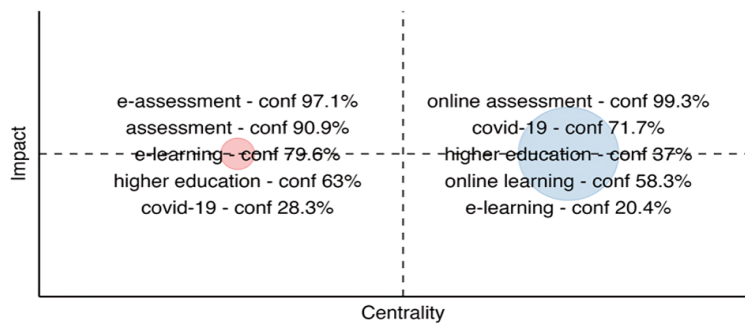 Impact
e-assessment - conf 97.1%
assessment - conf 90.9%
e-learning - conf 79.6%
higher education - conf 63%
covid-19 - conf 28.3%
online assessment - conf 99.3%
covid-19 - conf 71.7%
higher education - conf 37%
online learning - conf 58.3%
e-learning - conf 20.4%
Centrality